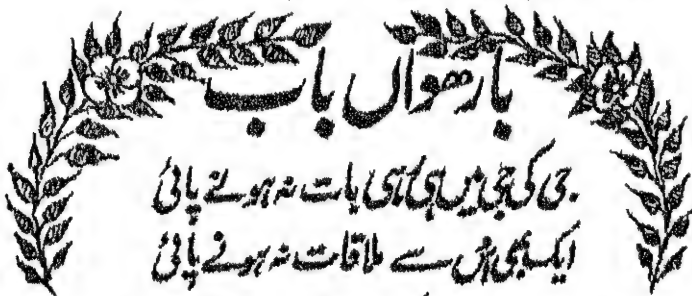 بارھواں باب
جی کی جی میں ہی رہی بات نہ ہونے پائی
ایک بھی اس سے ملاقات نہ ہونے پائی